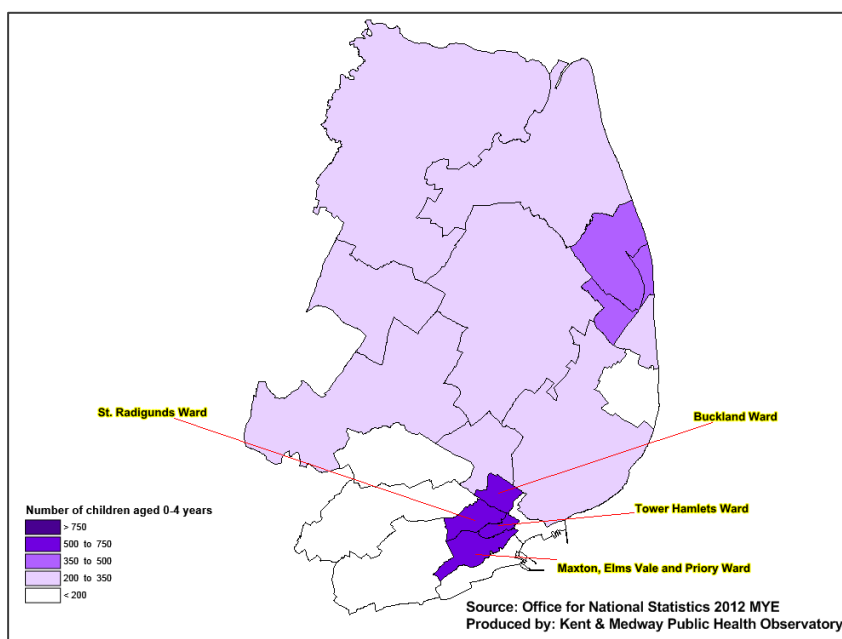 St. Radigunds Ward
Buckland Ward
Tower Hamlets Ward
Maxton, Elms Vale and Priory Ward
Number of children aged 0-4 years
> 750
500 to 750
350 to 500
200 to 350
< 200
Source: Office for National Statistics 2012 MYE
Produced by: Kent & Medway Public Health Observatory